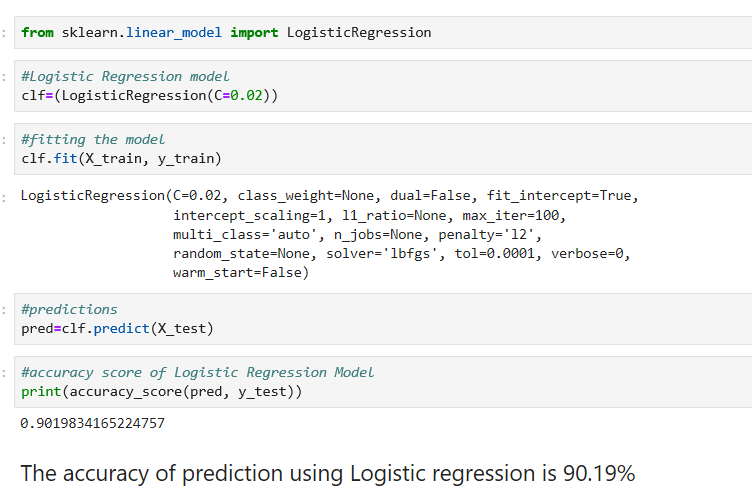 :
from sklearn.linear_model import LogisticRegression
:
#Logistic Regression model
clf=(LogisticRegression(C=0.02))
:
#fitting the model
clf.fit(X_train, y_train)
:
LogisticRegression(C=0.02, class_weight=None, dual=False, fit_intercept=True,
intercept_scaling=1, l1_ratio=None, max_iter=100,
multi_class='auto', n_jobs=None, penalty='l2',
random_state=None, solver='lbfgs', tol=0.0001, verbose=0,
warm_start=False)
:
#predictions
pred=clf.predict(X_test)
:
#accuracy score of Logistic Regression Model
print(accuracy_score(pred, y_test))
0.9019834165224757
The accuracy of prediction using Logistic regression is 90.19%